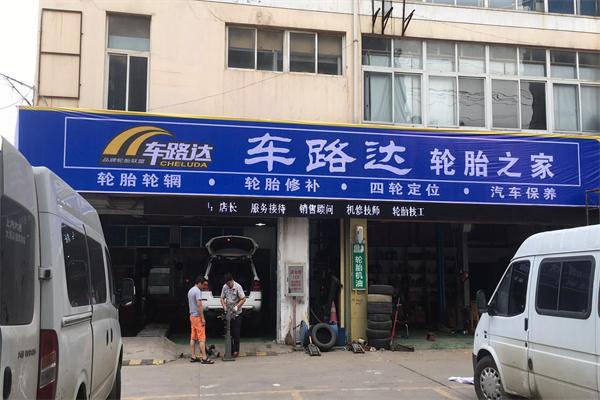 车路达
CHELUDA
品牌轮胎联盟
车路达 轮胎之家
轮胎轮辋 · 轮胎修补 · 四轮定位 · 汽车保养
店长 服务接待 销售顾问 机修技师 轮胎技工
轮胎机油